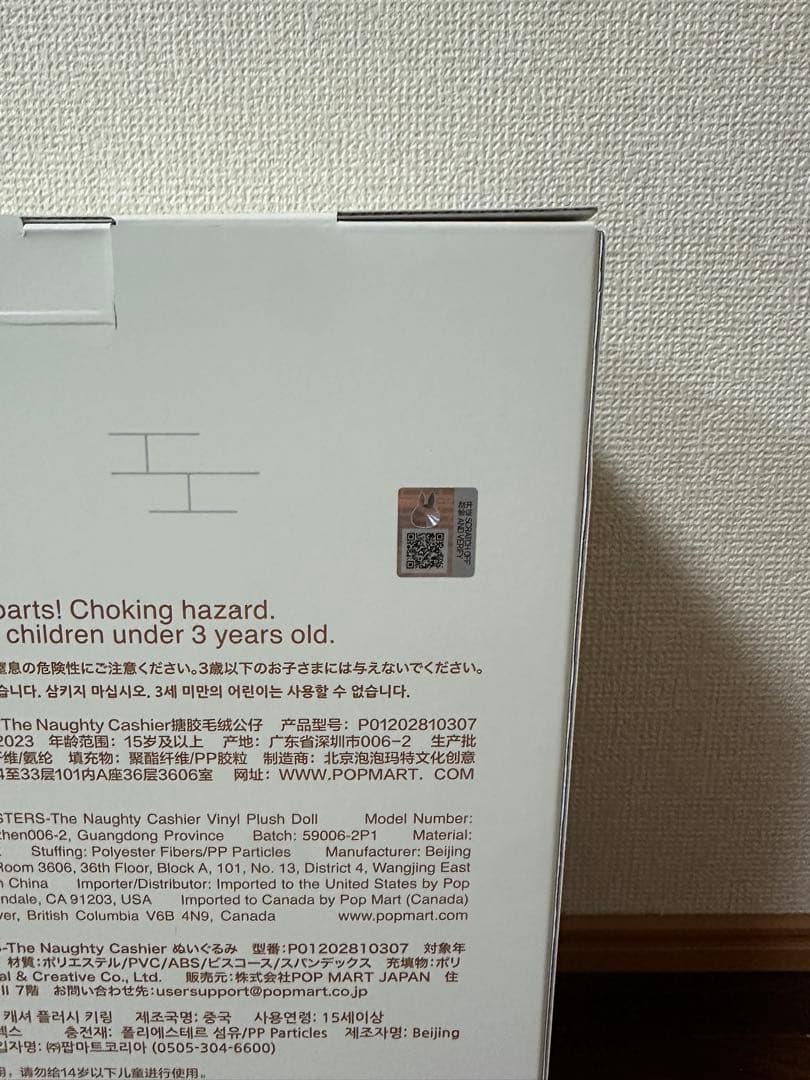 共您 SCRATCH OFF
刮涂 AND VERIFY
parts! Choking hazard.
children under 3 years old.
窒息の危険性にご注意ください。3歳以下のお子さまには与えないでください。
습니다. 삼키지 마십시오. 3세 미만의 어린이는 사용할 수 없습니다.
The Naughty Cashier搪胶毛绒公仔 产品型号: P01202810307
2023 年龄范围: 15岁及以上 产地: 广东省深圳市006-2 生产批
纤维/氨纶 填充物: 聚酯纤维/PP胶粒 制造商: 北京泡泡玛特文化创意
4至33层101内A座36层3606室 网址: WWW.POPMART. COM
STERS-The Naughty Cashier Vinyl Plush Doll Model Number:
zhen006-2, Guangdong Province Batch: 59006-2P1 Material:
Stuffing: Polyester Fibers/PP Particles Manufacturer: Beijing
Room 3606, 36th Floor, Block A, 101, No. 13, District 4, Wangjing East
China Importer/Distributor: Imported to the United States by Pop
ndale, CA 91203, USA Imported to Canada by Pop Mart (Canada)
ver, British Columbia V6B 4N9, Canada www.popmart.com
-The Naughty Cashier ぬいぐるみ 型番:P01202810307 対象年
材質:ポリエステル/PVC/ABS/ビスコース/スパンデックス 充填物:ポリ
al & Creative Co., Ltd. 販売元:株式会社POP MART JAPAN 住
ll 7階 お問い合わせ先:usersupport@popmart.co.jp
캐셔 플러시 키링 제조국명: 중국 사용연령: 15세이상
덱스 충전재: 폴리에스테르 섬유/PP Particles 제조자명: Beijing
입자명: ㈜팝마트코리아 (0505-304-6600)
用, 请勿给14岁以下儿童进行使用。